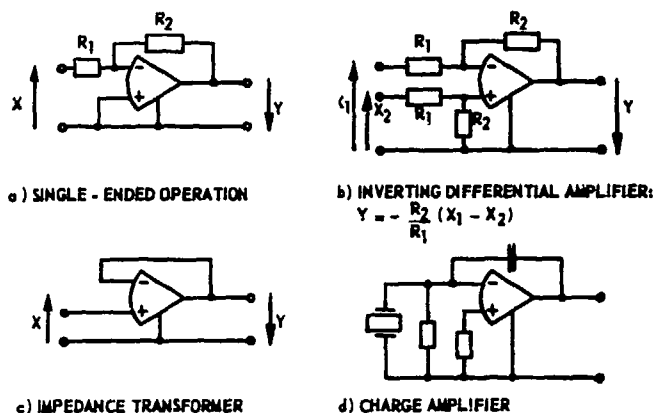 R₁
R₂
X
Y
a) SINGLE - ENDED OPERATION
R₁
R₂
X₂
R₁
R₂
Y
b) INVERTING DIFFERENTIAL AMPLIFIER:
Y = - R₂/R₁ (X₁ - X₂)
X
Y
c) IMPEDANCE TRANSFORMER
d) CHARGE AMPLIFIER